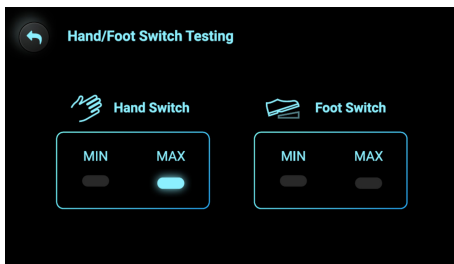 Hand/Foot Switch Testing
Hand Switch
MIN MAX
Foot Switch
MIN MAX